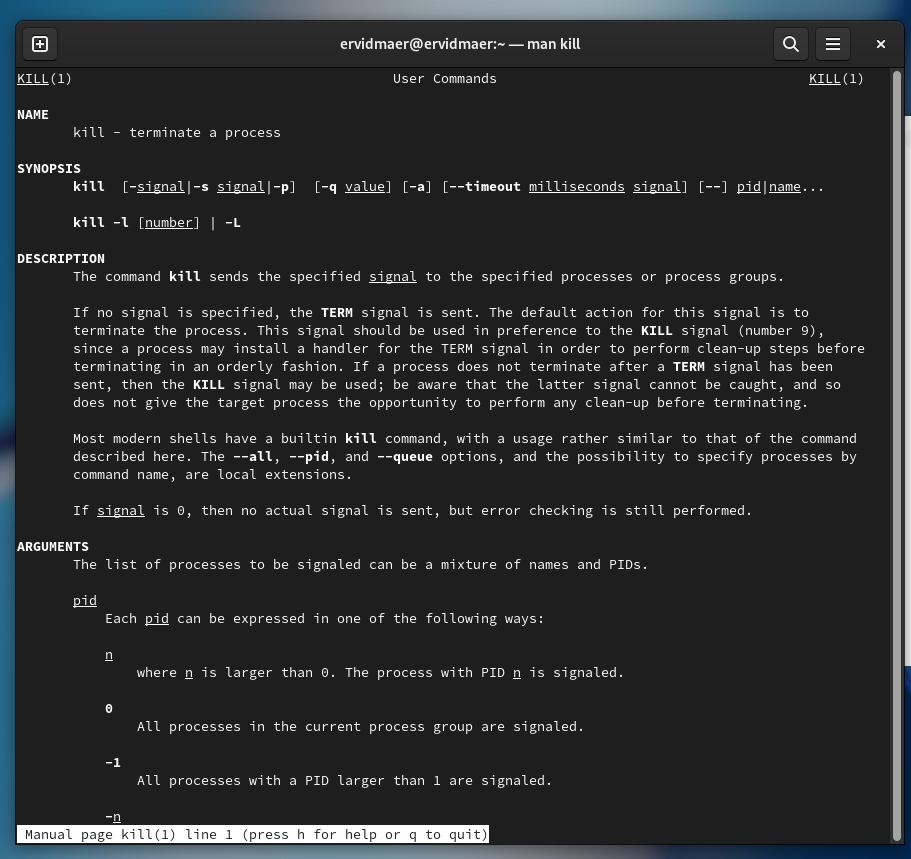 ervidmaer@ervidmaer:~ — man kill
KILL(1) User Commands KILL(1)
NAME
kill - terminate a process
SYNOPSIS
kill [-signal|-s signal|-p] [-q value] [-a] [--timeout milliseconds signal] [--] pid|name...
kill -l [number] | -L
DESCRIPTION
The command kill sends the specified signal to the specified processes or process groups.
If no signal is specified, the TERM signal is sent. The default action for this signal is to
terminate the process. This signal should be used in preference to the KILL signal (number 9),
since a process may install a handler for the TERM signal in order to perform clean-up steps before
terminating in an orderly fashion. If a process does not terminate after a TERM signal has been
sent, then the KILL signal may be used; be aware that the latter signal cannot be caught, and so
does not give the target process the opportunity to perform any clean-up before terminating.
Most modern shells have a builtin kill command, with a usage rather similar to that of the command
described here. The --all, --pid, and --queue options, and the possibility to specify processes by
command name, are local extensions.
If signal is 0, then no actual signal is sent, but error checking is still performed.
ARGUMENTS
The list of processes to be signaled can be a mixture of names and PIDs.
pid
Each pid can be expressed in one of the following ways:
n
where n is larger than 0. The process with PID n is signaled.
0
All processes in the current process group are signaled.
-1
All processes with a PID larger than 1 are signaled.
-n
Manual page kill(1) line 1 (press h for help or q to quit)